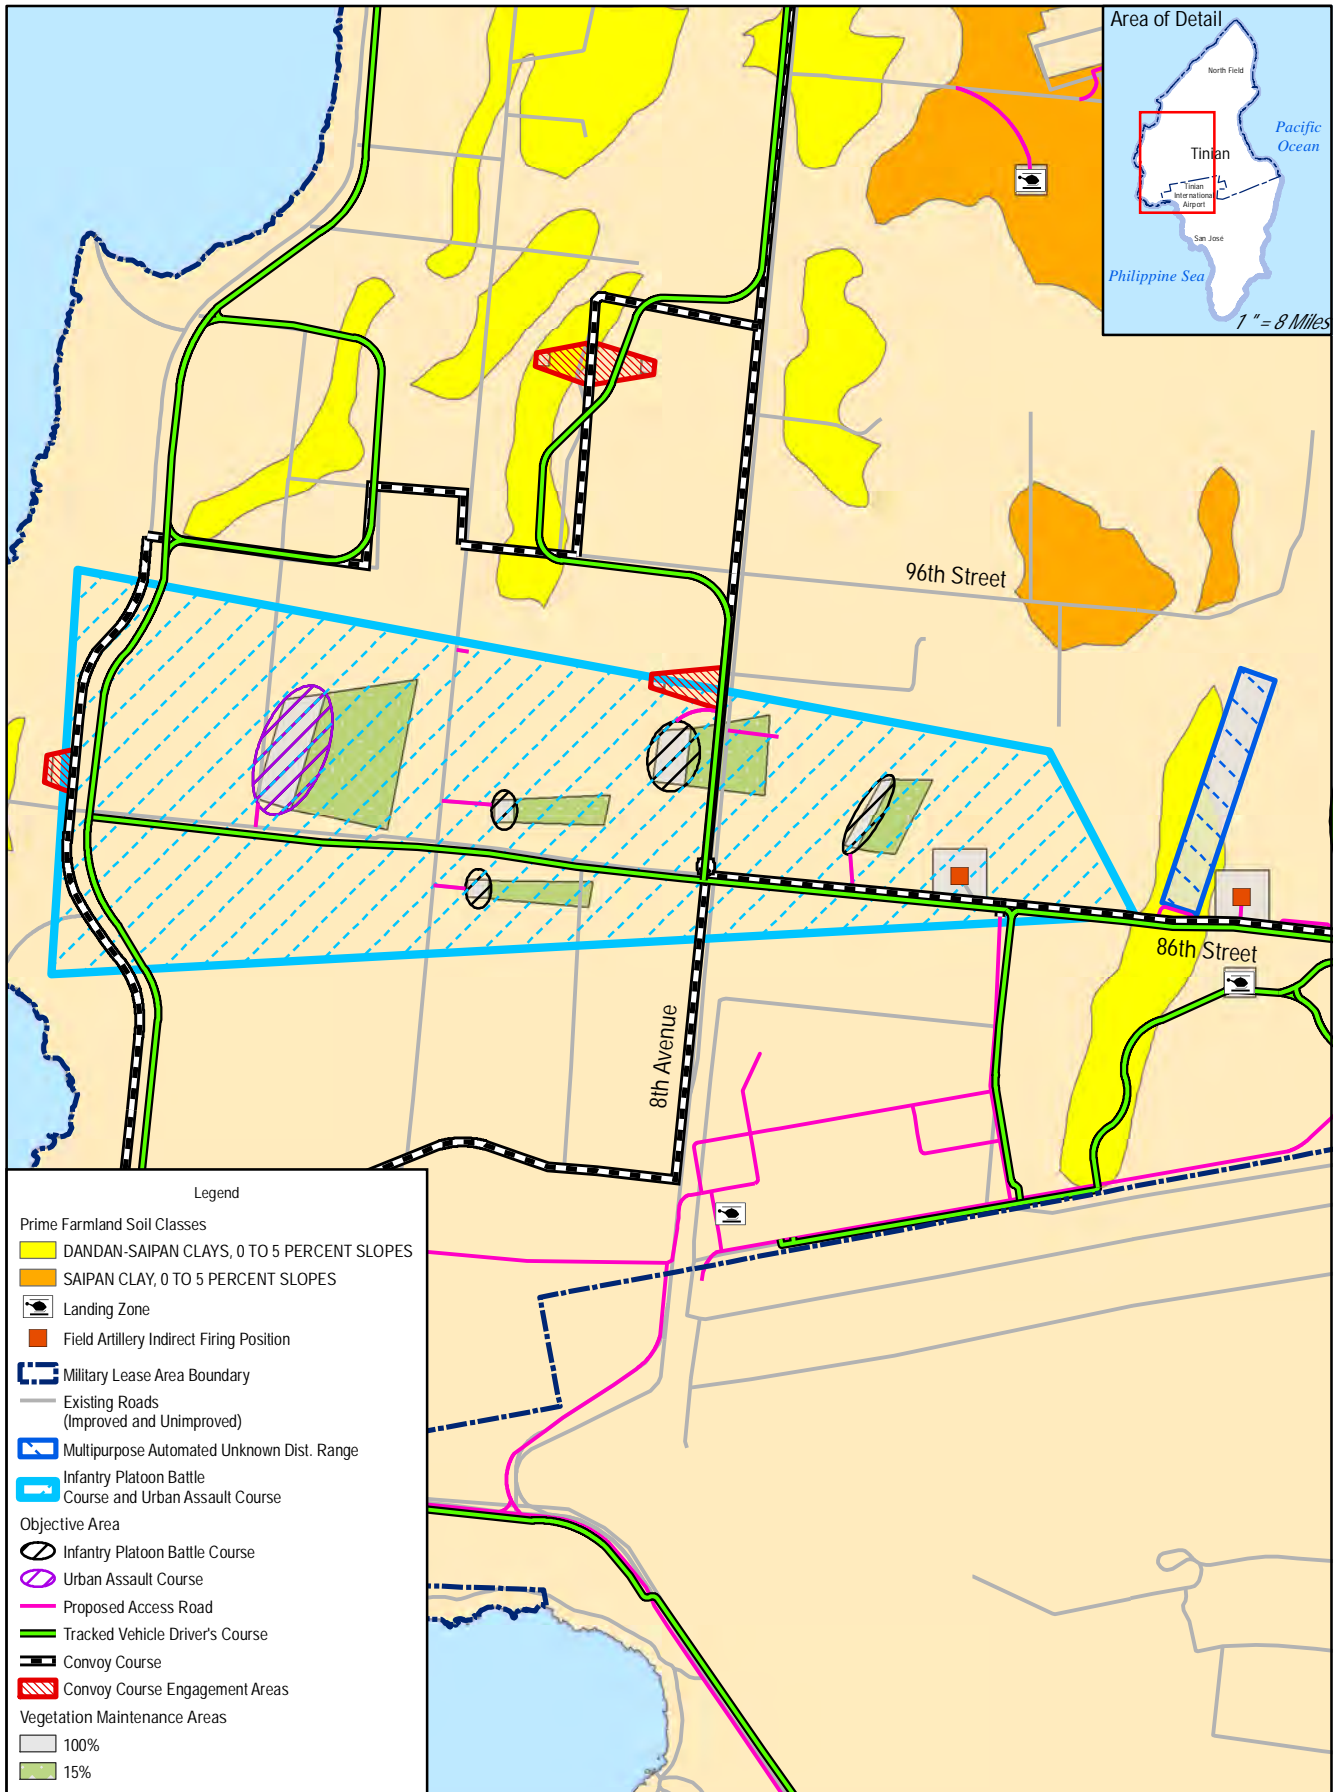 Area of Detail
North Field
Pacific
Ocean
Tinian
Tinian
International
Airport
San José
Philippine Sea
1 " = 8 Miles
96th Street
86th Street
8th Avenue
Legend
Prime Farmland Soil Classes
DANDAN-SAIPAN CLAYS, 0 TO 5 PERCENT SLOPES
SAIPAN CLAY, 0 TO 5 PERCENT SLOPES
Landing Zone
Field Artillery Indirect Firing Position
Military Lease Area Boundary
Existing Roads
(Improved and Unimproved)
Multipurpose Automated Unknown Dist. Range
Infantry Platoon Battle
Course and Urban Assault Course
Objective Area
Infantry Platoon Battle Course
Urban Assault Course
Proposed Access Road
Tracked Vehicle Driver's Course
Convoy Course
Convoy Course Engagement Areas
Vegetation Maintenance Areas
100%
15%